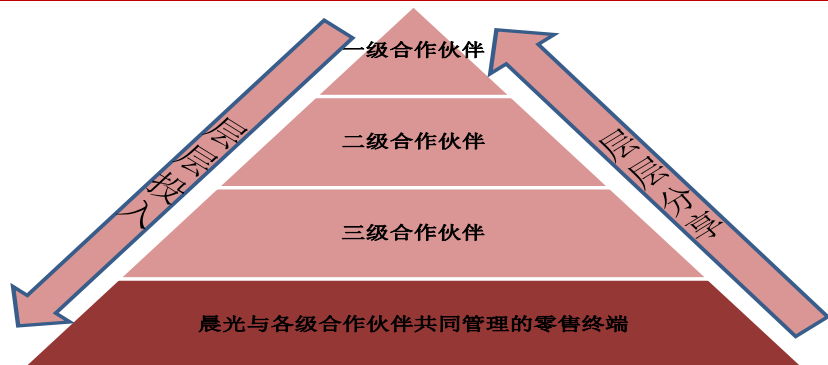 一级合作伙伴
层层投入
层层分享
二级合作伙伴
三级合作伙伴
晨光与各级合作伙伴共同管理的零售终端